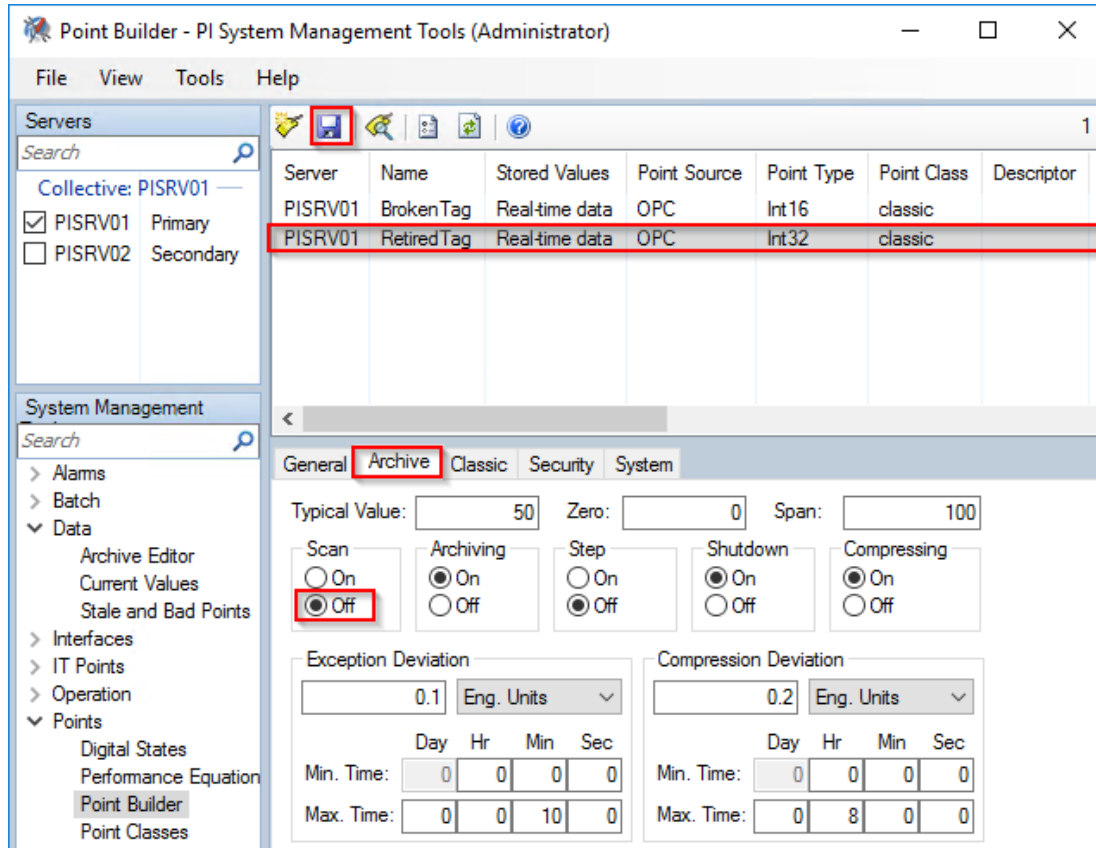 Point Builder - PI System Management Tools (Administrator)
File View Tools Help
Servers
Search
Collective: PISRV01
PISRV01 Primary
PISRV02 Secondary
1
Server Name Stored Values Point Source Point Type Point Class Descriptor
PISRV01 BrokenTag Real-time data OPC Int16 classic
PISRV01 RetiredTag Real-time data OPC Int32 classic
System Management
Search
Alarms
Batch
Data
Archive Editor
Current Values
Stale and Bad Points
Interfaces
IT Points
Operation
Points
Digital States
Performance Equation
Point Builder
Point Classes
General Archive Classic Security System
Typical Value: 50 Zero: 0 Span: 100
Scan Archiving Step Shutdown Compressing
On On On On On
Off Off Off Off Off
Exception Deviation Compression Deviation
0.1 Eng. Units 0.2 Eng. Units
Day Hr Min Sec Day Hr Min Sec
Min. Time: 0 0 0 0 Min. Time: 0 0 0 0
Max. Time: 0 0 10 0 Max. Time: 0 8 0 0